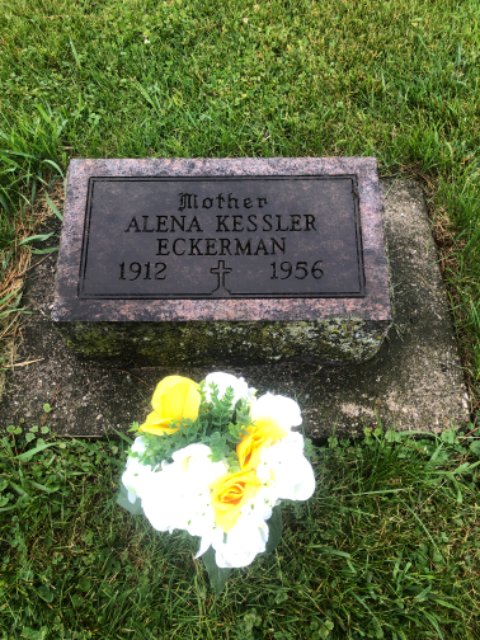 Mother
ALENA KESSLER
ECKERMAN
1912 1956